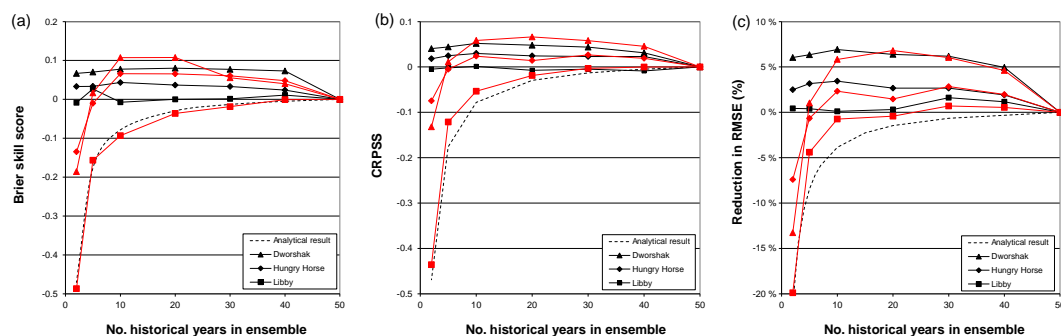 (a)
0.2
0.1
0
-0.1
-0.2
-0.3
-0.4
-0.5
Brier skill score
0 10 20 30 40 50
No. historical years in ensemble
Analytical result
Dworshak
Hungry Horse
Libby
(b)
0.1
0
-0.1
-0.2
-0.3
-0.4
-0.5
CRPSS
0 10 20 30 40 50
No. historical years in ensemble
Analytical result
Dworshak
Hungry Horse
Libby
(c)
10 %
5 %
0 %
-5 %
-10 %
-15 %
-20 %
Reduction in RMSE (%)
0 10 20 30 40 50
No. historical years in ensemble
Analytical result
Dworshak
Hungry Horse
Libby